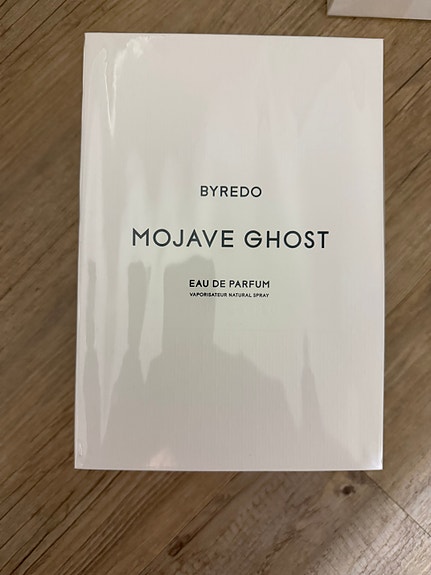 BYREDO
MOJAVE GHOST
EAU DE PARFUM
VAPORISATEUR NATURAL SPRAY